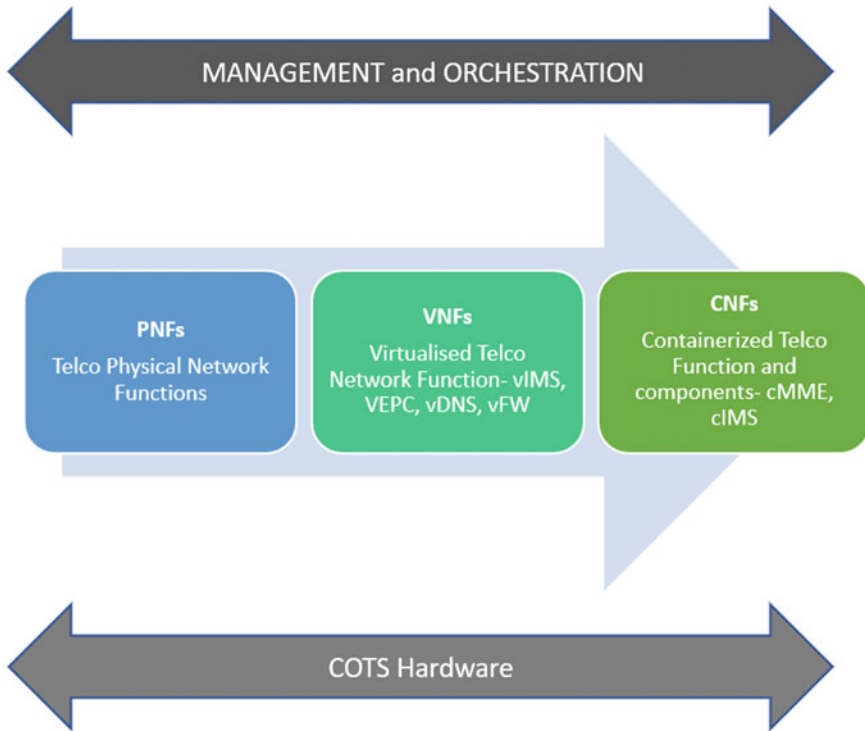 MANAGEMENT and ORCHESTRATION
PNFs
Telco Physical Network
Functions
VNFs
Virtualised Telco
Network Function- vIMS,
VEPC, vDNS, vFW
CNFs
Containerized Telco
Function and
components- cMME,
cIMS
COTS Hardware